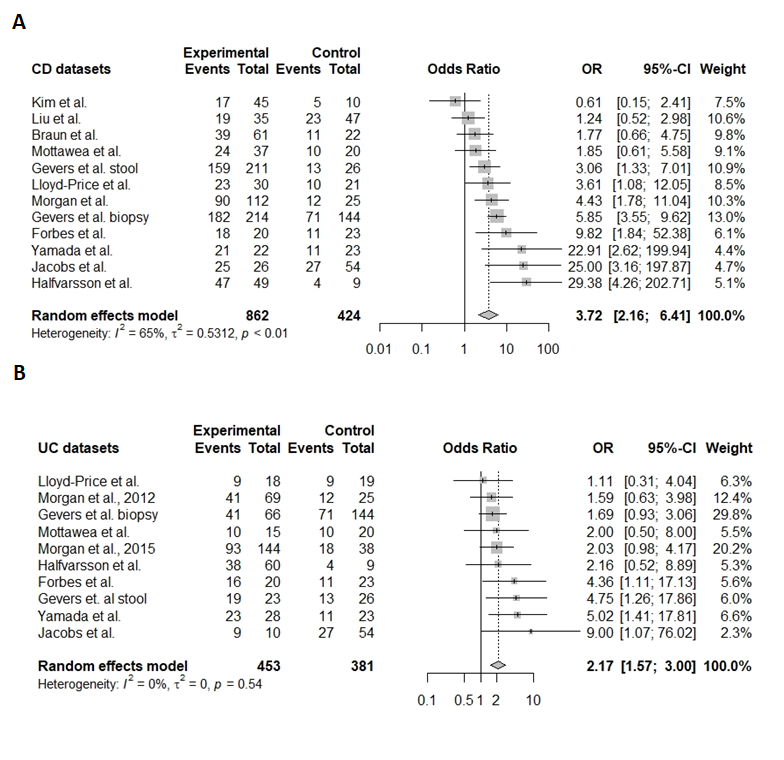 A
Experimental Control
CD datasets Events Total Events Total Odds Ratio OR 95%-CI Weight
Kim et al. 17 45 5 10 0.61 [0.15; 2.41] 7.5%
Liu et al. 19 35 23 47 1.24 [0.52; 2.98] 10.6%
Braun et al. 39 61 11 22 1.77 [0.66; 4.75] 9.8%
Mottawea et al. 24 37 10 20 1.85 [0.61; 5.58] 9.1%
Gevers et al. stool 159 211 13 26 3.06 [1.33; 7.01] 10.9%
Lloyd-Price et al. 23 30 10 21 3.61 [1.08; 12.05] 8.5%
Morgan et al. 90 112 12 25 4.43 [1.78; 11.04] 10.3%
Gevers et al. biopsy 182 214 71 144 5.85 [3.55; 9.62] 13.0%
Forbes et al. 18 20 11 23 9.82 [1.84; 52.38] 6.1%
Yamada et al. 21 22 11 23 22.91 [2.62; 199.94] 4.4%
Jacobs et al. 25 26 27 54 25.00 [3.16; 197.87] 4.7%
Halfvarsson et al. 47 49 4 9 29.38 [4.26; 202.71] 5.1%
Random effects model 862 424 3.72 [2.16; 6.41] 100.0%
Heterogeneity: I² = 65%, τ² = 0.5312, p < 0.01
0.01 0.1 1 10 100
B
Experimental Control
UC datasets Events Total Events Total Odds Ratio OR 95%-CI Weight
Lloyd-Price et al. 9 18 9 19 1.11 [0.31; 4.04] 6.3%
Morgan et al., 2012 41 69 12 25 1.59 [0.63; 3.98] 12.4%
Gevers et al. biopsy 41 66 71 144 1.69 [0.93; 3.06] 29.8%
Mottawea et al. 10 15 10 20 2.00 [0.50; 8.00] 5.5%
Morgan et al., 2015 93 144 18 38 2.03 [0.98; 4.17] 20.2%
Halfvarsson et al. 38 60 4 9 2.16 [0.52; 8.89] 5.3%
Forbes et al. 16 20 11 23 4.36 [1.11; 17.13] 5.6%
Gevers et. al stool 19 23 13 26 4.75 [1.26; 17.86] 6.0%
Yamada et al. 23 28 11 23 5.02 [1.41; 17.81] 6.6%
Jacobs et al. 9 10 27 54 9.00 [1.07; 76.02] 2.3%
Random effects model 453 381 2.17 [1.57; 3.00] 100.0%
Heterogeneity: I² = 0%, τ² = 0, p = 0.54
0.1 0.5 1 2 10